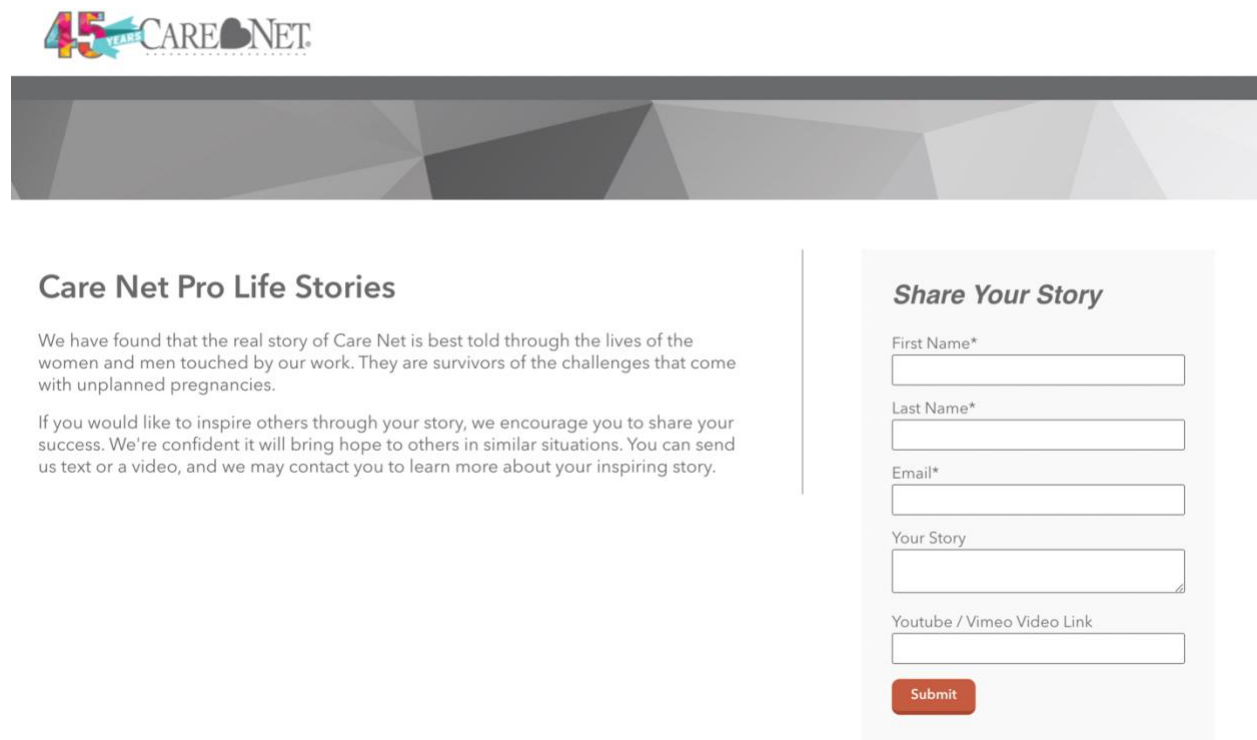 45 YEARS CARE NET®
Care Net Pro Life Stories
We have found that the real story of Care Net is best told through the lives of the
women and men touched by our work. They are survivors of the challenges that come
with unplanned pregnancies.
If you would like to inspire others through your story, we encourage you to share your
success. We're confident it will bring hope to others in similar situations. You can send
us text or a video, and we may contact you to learn more about your inspiring story.
Share Your Story
First Name*
Last Name*
Email*
Your Story
Youtube / Vimeo Video Link
Submit